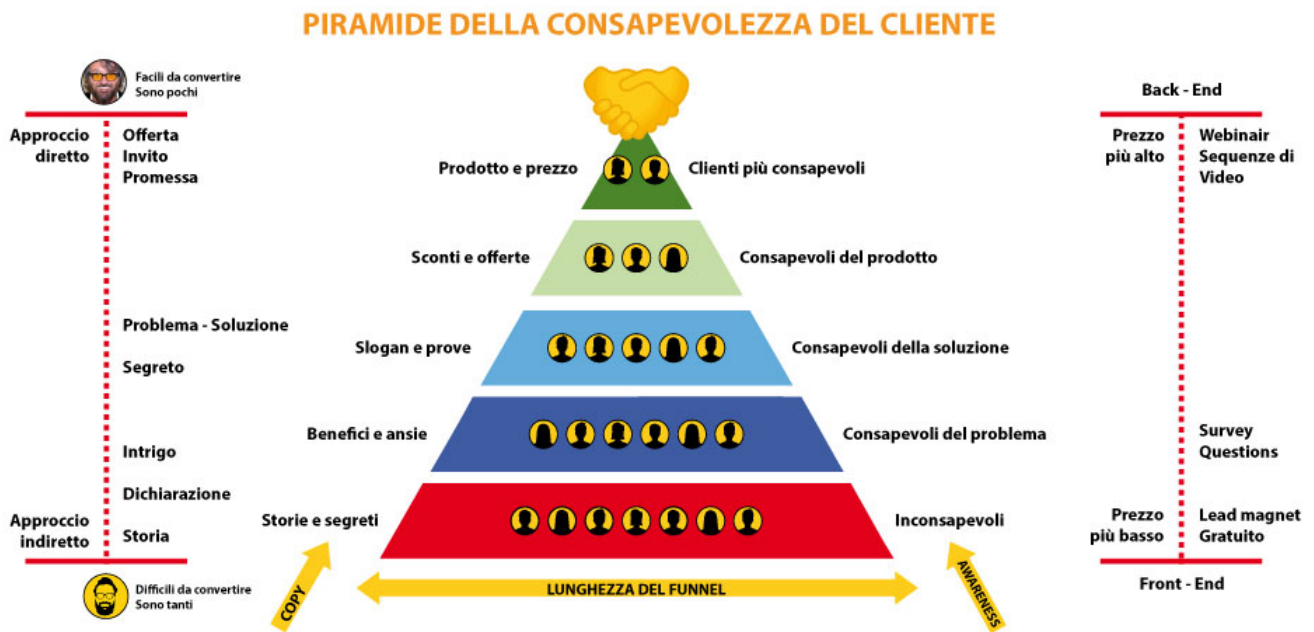 PIRAMIDE DELLA CONSAPEVOLEZZA DEL CLIENTE
Facili da convertire
Sono pochi
Approccio
diretto
Offerta
Invito
Promessa
Problema - Soluzione
Segreto
Intrigo
Dichiarazione
Approccio
indiretto
Storia
Difficili da convertire
Sono tanti
Prodotto e prezzo
Clienti più consapevoli
Sconti e offerte
Consapevoli del prodotto
Slogan e prove
Consapevoli della soluzione
Benefici e ansie
Consapevoli del problema
Storie e segreti
Inconsapevoli
COPY
LUNGHEZZA DEL FUNNEL
AWARENESS
Back - End
Prezzo
più alto
Webinair
Sequenze di
Video
Survey
Questions
Prezzo
più basso
Lead magnet
Gratuito
Front - End